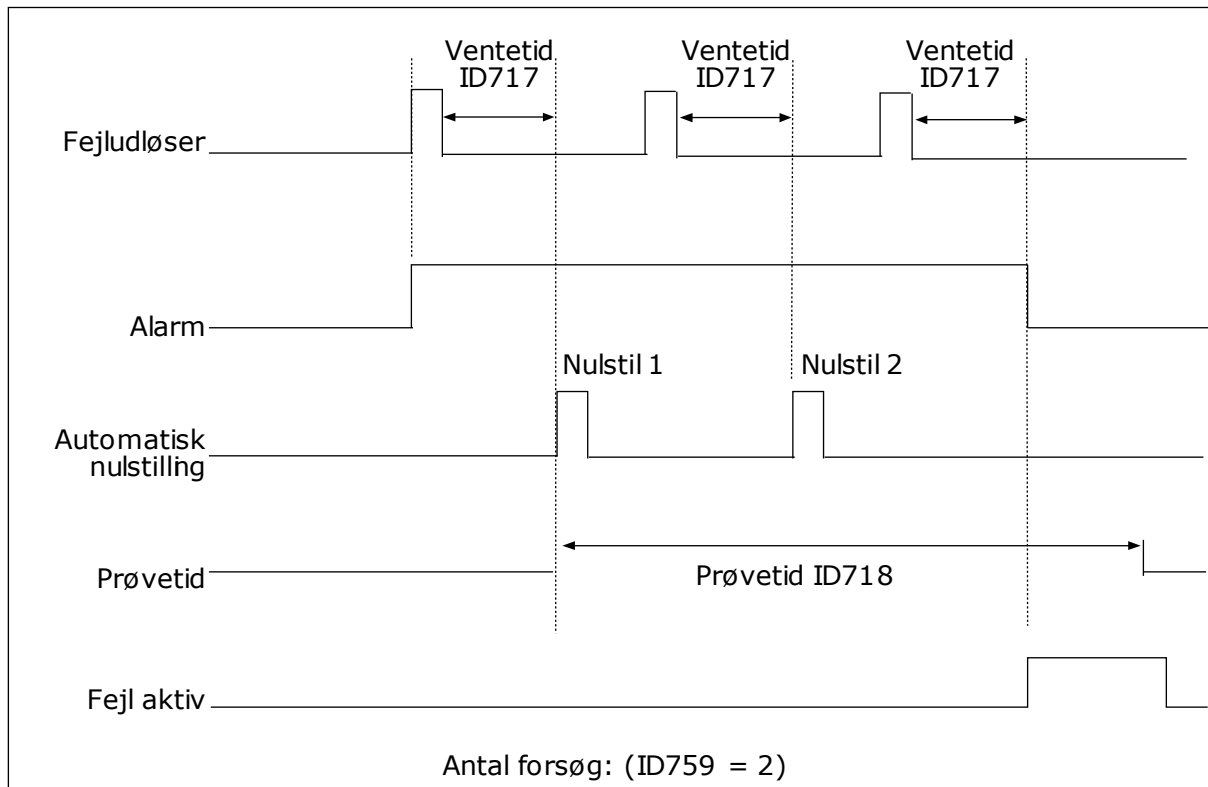 Ventetid
ID717
Ventetid
ID717
Ventetid
ID717
Fejludløser
Alarm
Nulstil 1
Nulstil 2
Automatisk
nulstilling
Prøvetid
Prøvetid ID718
Fejl aktiv
Antal forsøg: (ID759 = 2)